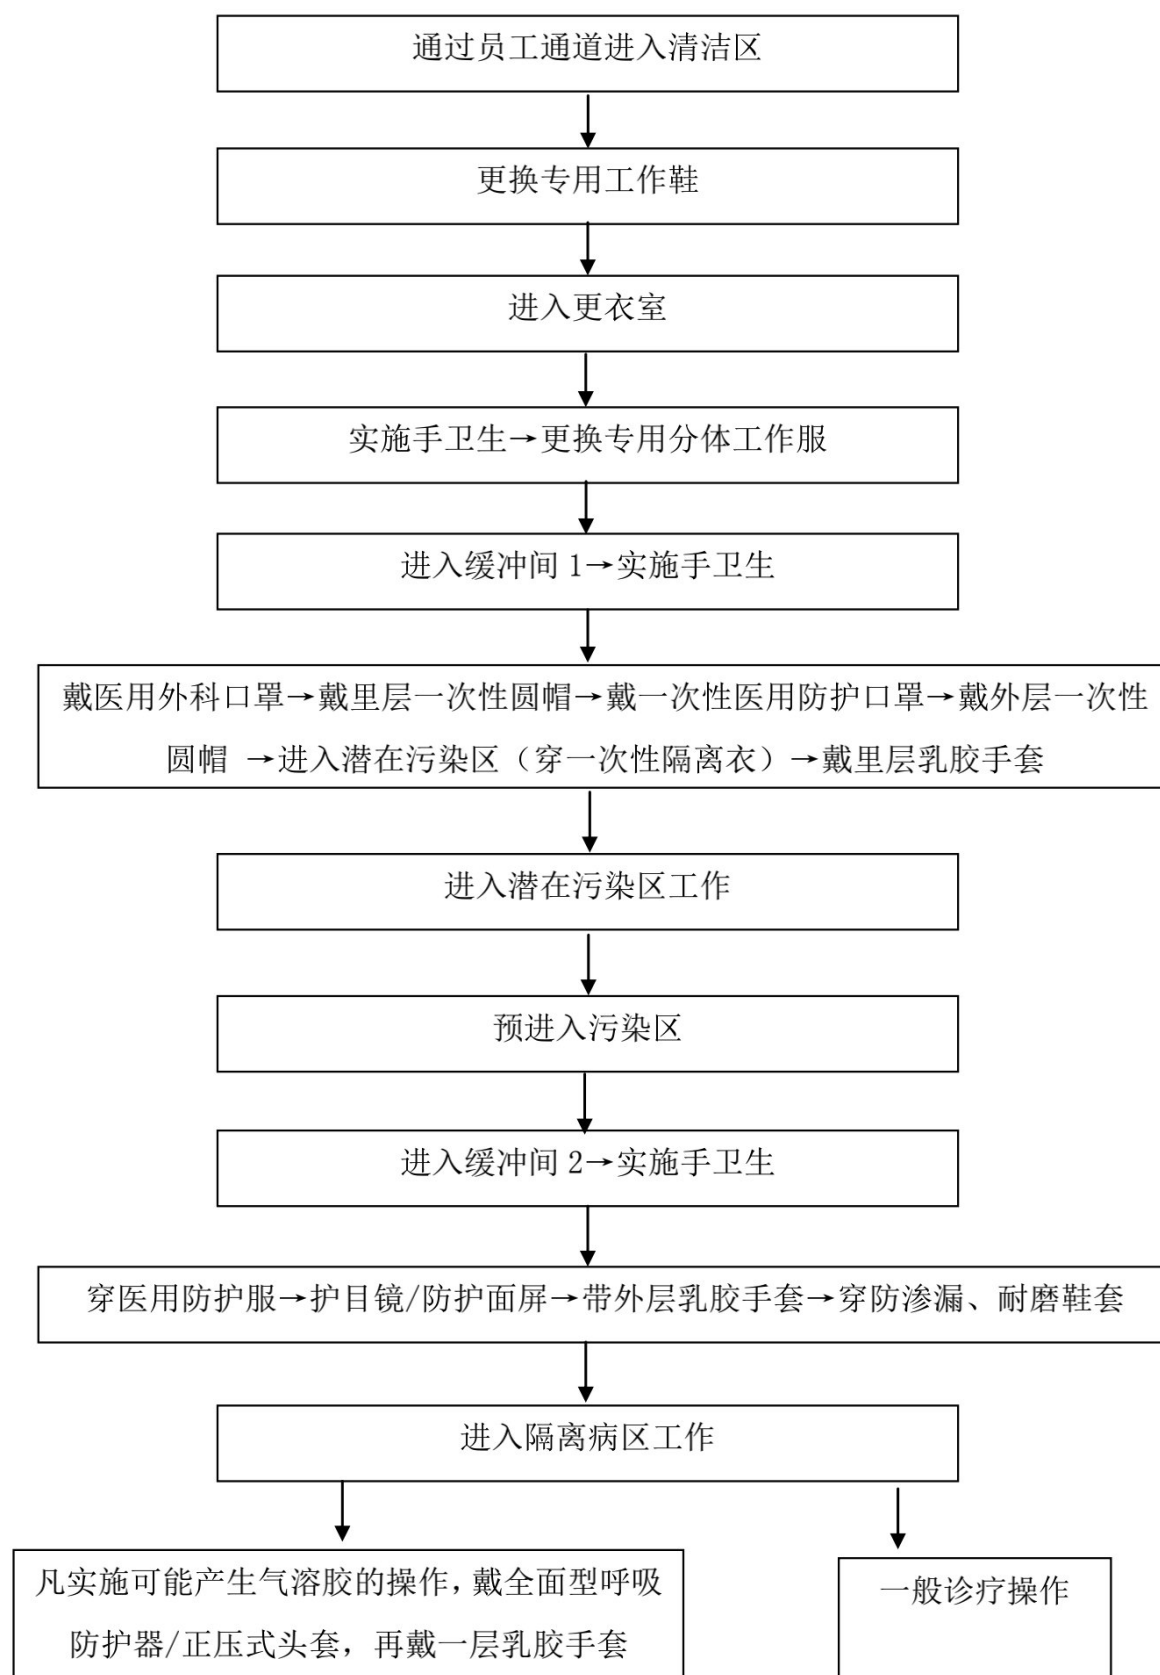 通过员工通道进入清洁区
更换专用工作鞋
进入更衣室
实施手卫生→更换专用分体工作服
进入缓冲间 1→实施手卫生
戴医用外科口罩→戴里层一次性圆帽→戴一次性医用防护口罩→戴外层一次性
圆帽 →进入潜在污染区（穿一次性隔离衣）→戴里层乳胶手套
进入潜在污染区工作
预进入污染区
进入缓冲间 2→实施手卫生
穿医用防护服→护目镜/防护面屏→带外层乳胶手套→穿防渗漏、耐磨鞋套
进入隔离病区工作
凡实施可能产生气溶胶的操作，戴全面型呼吸
防护器/正压式头套，再戴一层乳胶手套
一般诊疗操作